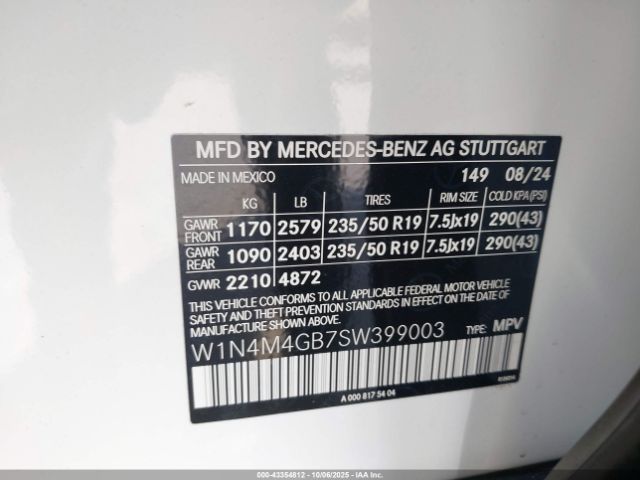 MFD BY MERCEDES-BENZ AG STUTTGART
MADE IN MEXICO 149 08/24
KG LB TIRES RIM SIZE COLD KPA(PSI)
GAWR FRONT 1170 2579 235/50 R19 7.5Jx19 290(43)
GAWR REAR 1090 2403 235/50 R19 7.5Jx19 290(43)
GVWR 2210 4872
THIS VEHICLE CONFORMS TO ALL APPLICABLE FEDERAL MOTOR VEHICLE
SAFETY AND THEFT PREVENTION STANDARDS IN EFFECT ON THE DATE
OF MANUFACTURE SHOWN ABOVE.
W1N4M4GB7SW399003 TYPE: MPV
A 000 817 54 04
000-43354812 - 10/06/2025 - IAA Inc.